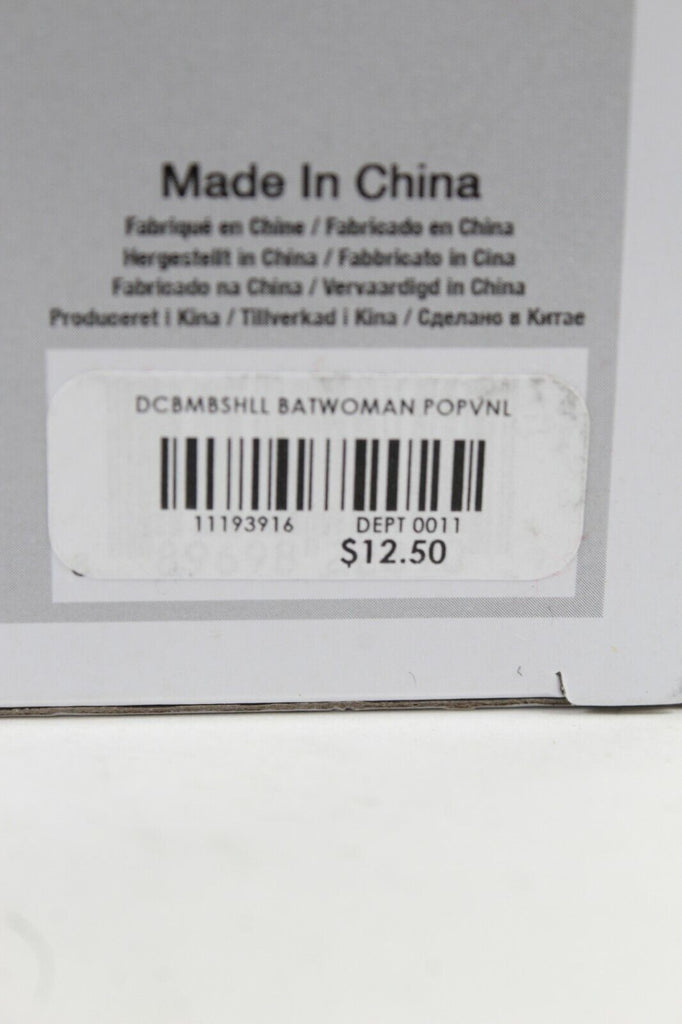 Made In China
Fabriqué en Chine / Fabricado en China
Hergestellt in China / Fabbricato in Cina
Fabricado na China / Vervaardigd in China
Produceret i Kina / Tillverkad i Kina / Сделано в Китае
DCBMBSHLL BATWOMAN POPVNL
11193916 DEPT 0011
$12.50